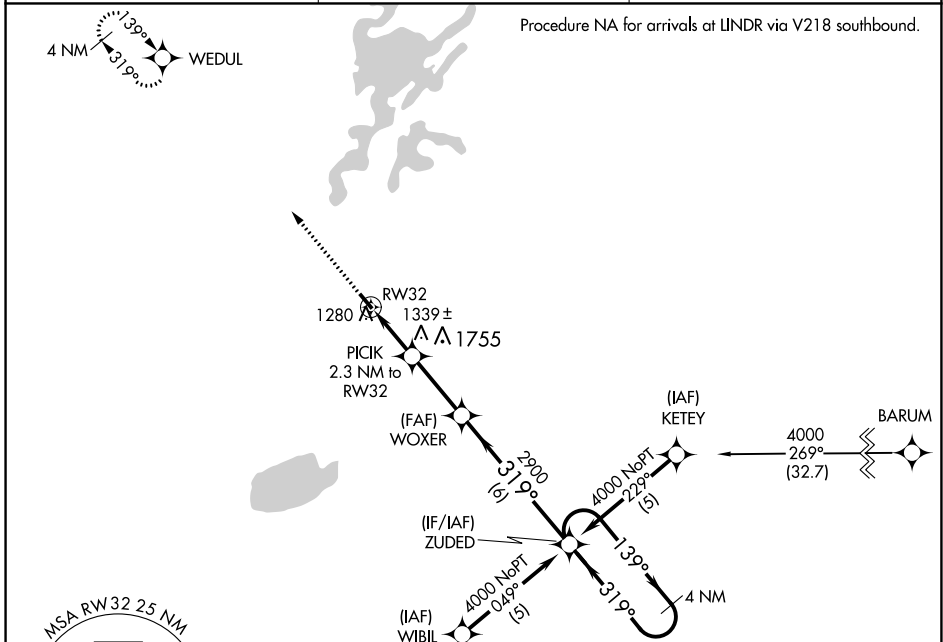 Procedure NA for arrivals at LINDR via V218 southbound.
139°
4 NM
319°
WEDUL
RW32
1280
1339 ±
1755
PICIK
2.3 NM to
RW32
(FAF)
WOXER
2900
319°
(6)
(IAF)
KETEY
BARUM
4000
269°
(32.7)
4000 NoPT
229°
(5)
(IF/IAF)
ZUDED
139°
319°
4 NM
4000 NoPT
049°
(5)
(IAF)
WIBIL
MSA RW32 25 NM